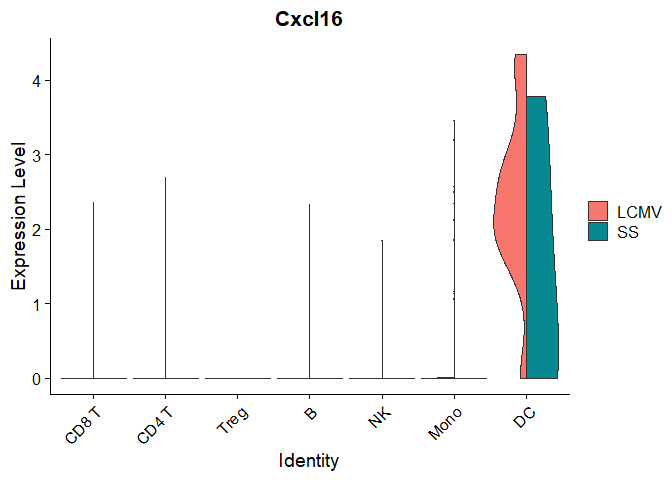 Cxcl16
Expression Level
4
3
2
1
0
CD8 T
CD4 T
Treg
B
NK
Mono
DC
Identity
LCMV
SS